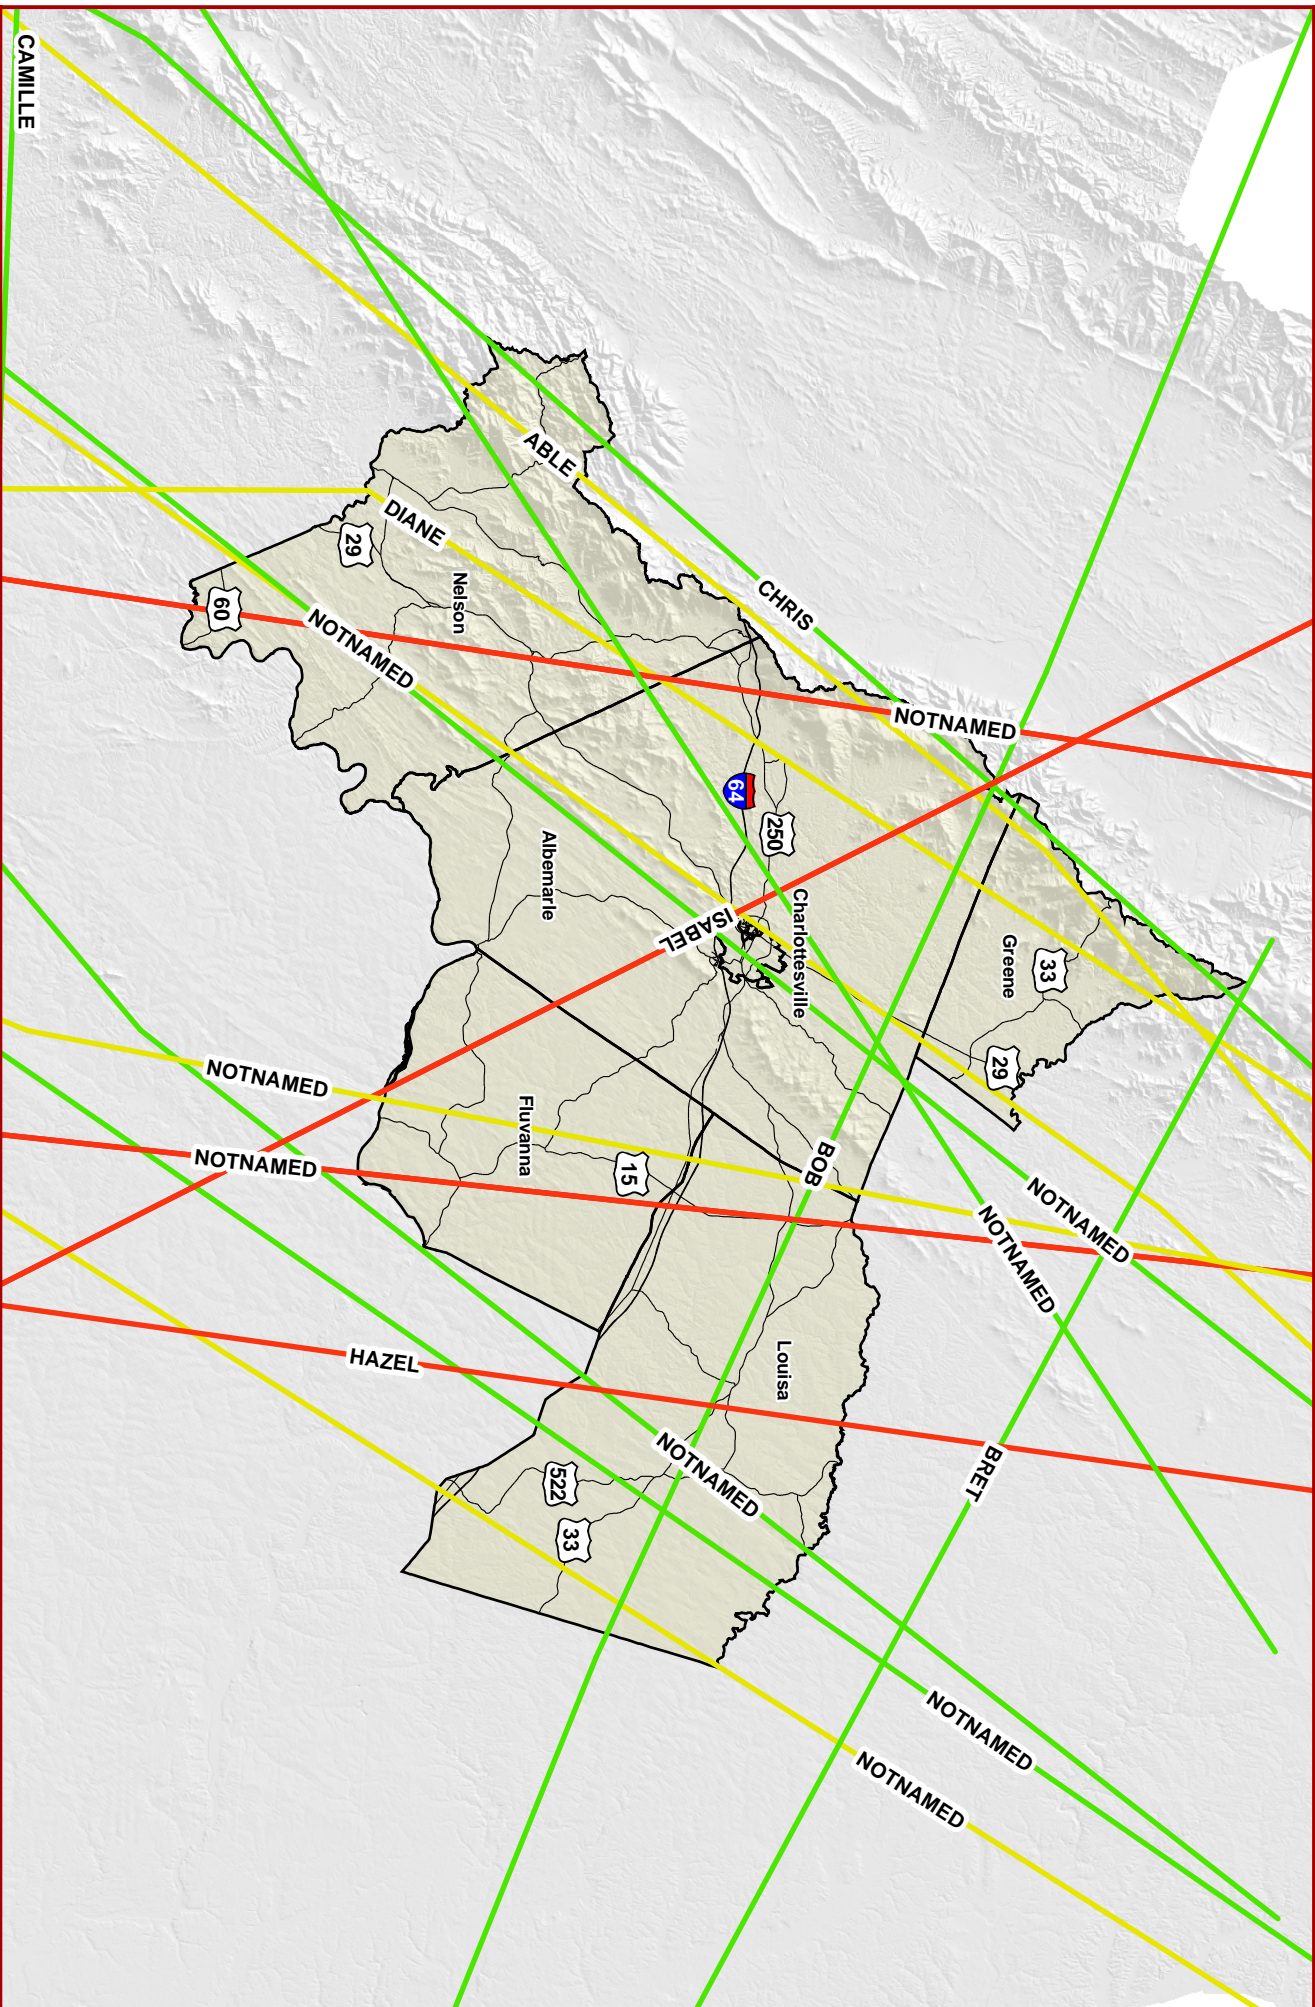 CAMILLE
ABLE
DIANE
29
Nelson
60
NOTNAMED
CHRIS
NOTNAMED
64
250
Albemarle
ISABEL
Charlottesville
Greene
33
29
NOTNAMED
Fluvanna
15
NOTNAMED
BOB
NOTNAMED
NOTNAMED
HAZEL
Louisa
BRET
NOTNAMED
522
33
NOTNAMED
NOTNAMED